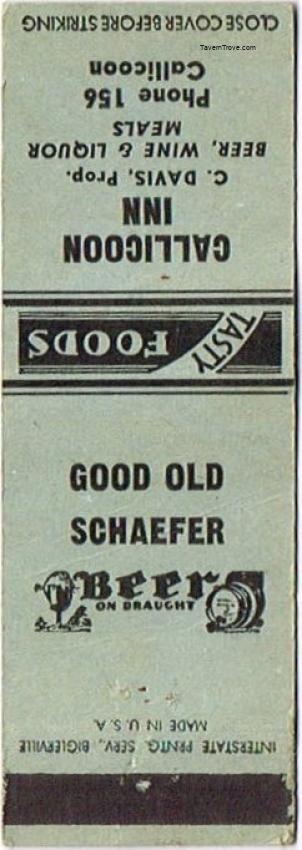 CLOSE COVER BEFORE STRIKING
TavernTrove.com
CALLICOON
INN
C. DAVIS, Prop.
BEER, WINE & LIQUOR
MEALS
Phone 156
Callicoon
TASTY
FOODS
GOOD OLD
SCHAEFER
Beer
ON DRAUGHT
INTERSTATE PRNTG. SERV., BIGLERVILLE
MADE IN U. S. A.